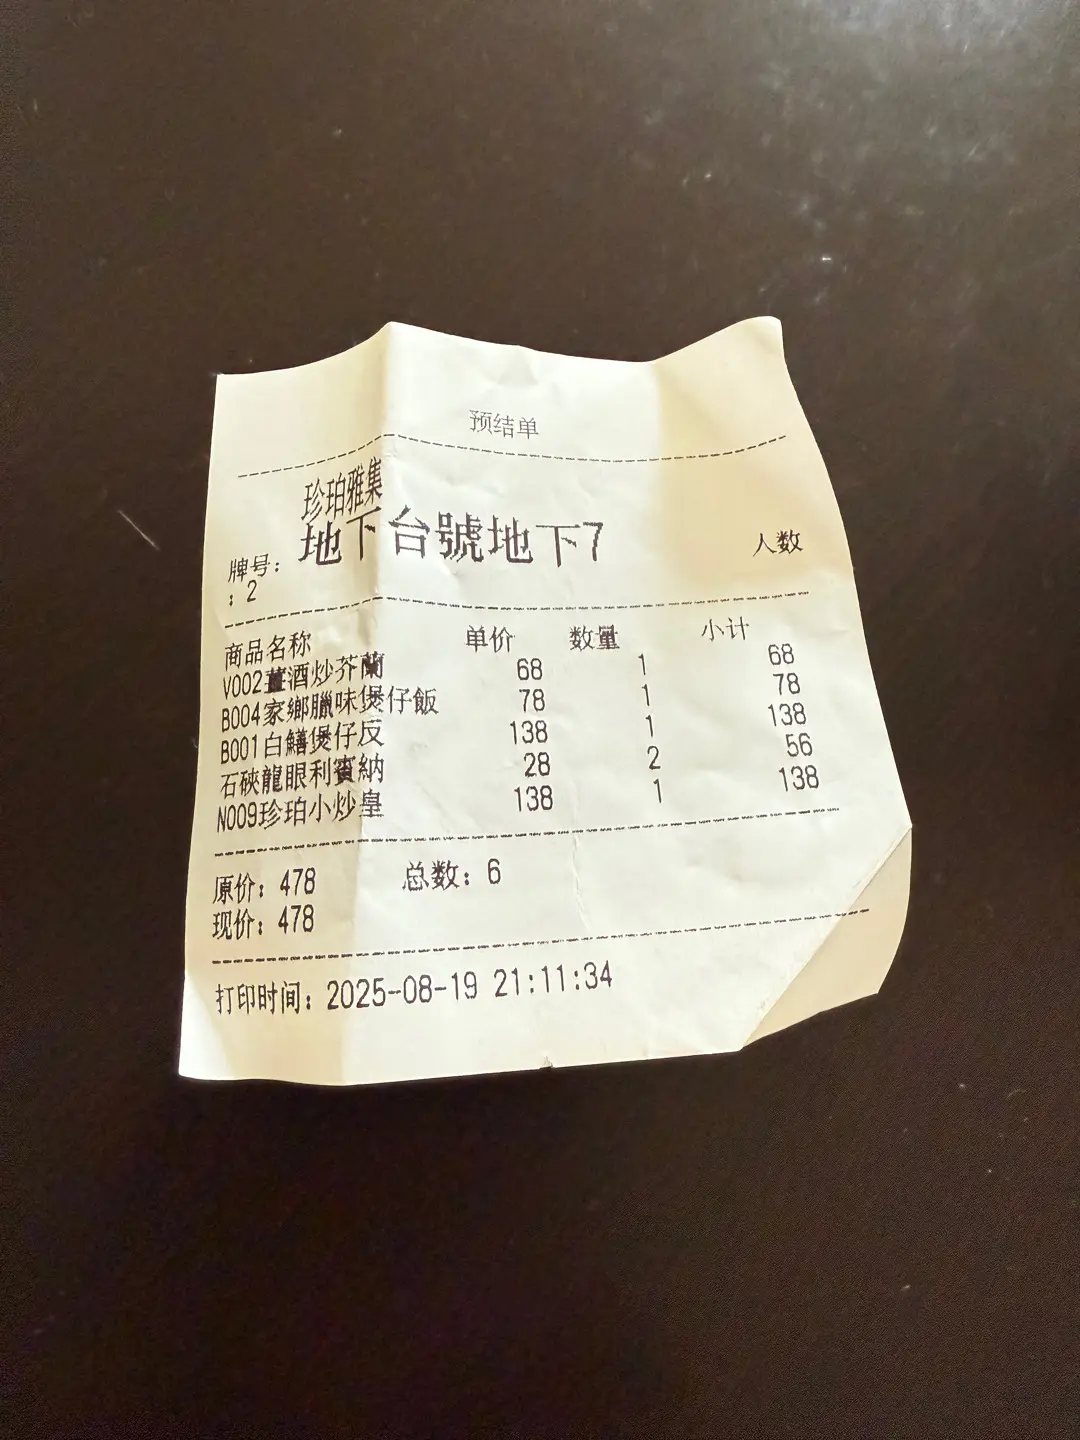 预结单
珍珀雅集
牌号: 地下台號地下7 人数
: 2
商品名称 单价 数量 小计
V002薑酒炒芥蘭 68 1 68
B004家鄉臘味煲仔飯 78 1 78
B001白鱔煲仔反 138 1 138
石硤龍眼利賓納 28 2 56
N009珍珀小炒皇 138 1 138
原价: 478 总数: 6
现价: 478
打印时间: 2025-08-19 21:11:34